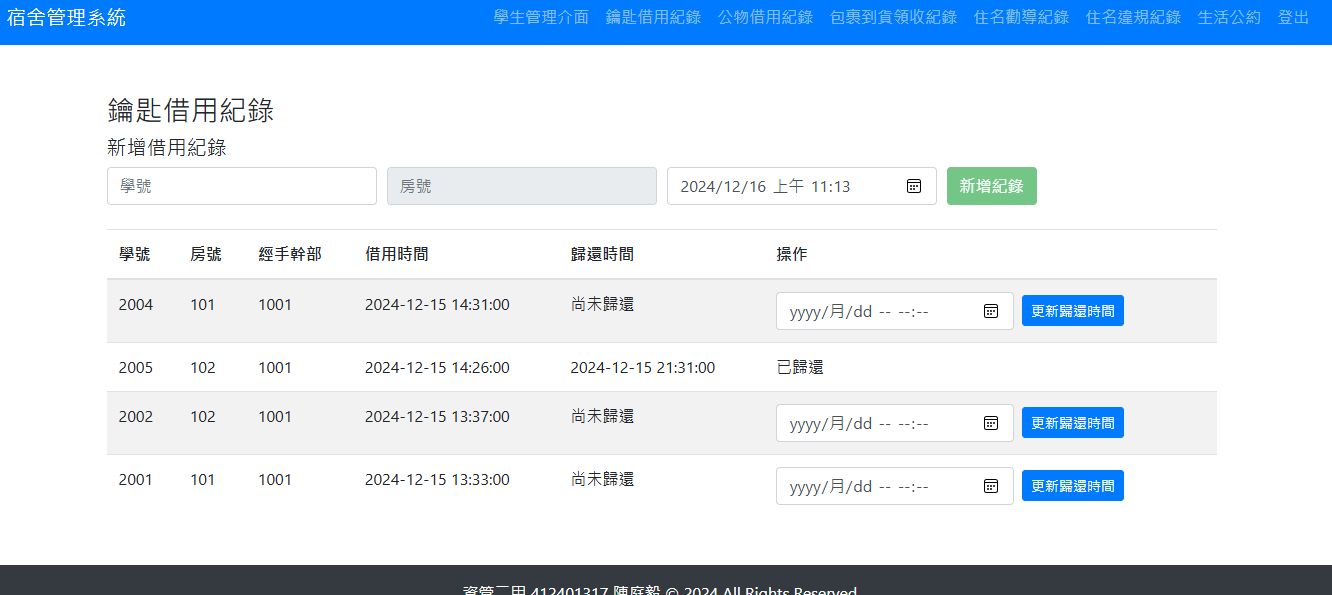 宿舍管理系統 學生管理介面 鑰匙借用紀錄 公物借用紀錄 包裹到貨領收紀錄 住名勸導紀錄 住名違規紀錄 生活公約 登出
鑰匙借用紀錄
新增借用紀錄
學號 房號 2024/12/16 上午 11:13 新增紀錄
學號 房號 經手幹部 借用時間 歸還時間 操作
2004 101 1001 2024-12-15 14:31:00 尚未歸還 yyyy/月/dd -- --:-- 更新歸還時間
2005 102 1001 2024-12-15 14:26:00 2024-12-15 21:31:00 已歸還
2002 102 1001 2024-12-15 13:37:00 尚未歸還 yyyy/月/dd -- --:-- 更新歸還時間
2001 101 1001 2024-12-15 13:33:00 尚未歸還 yyyy/月/dd -- --:-- 更新歸還時間
資管二甲 412401317 陳庭毅 © 2024 All Rights Reserved